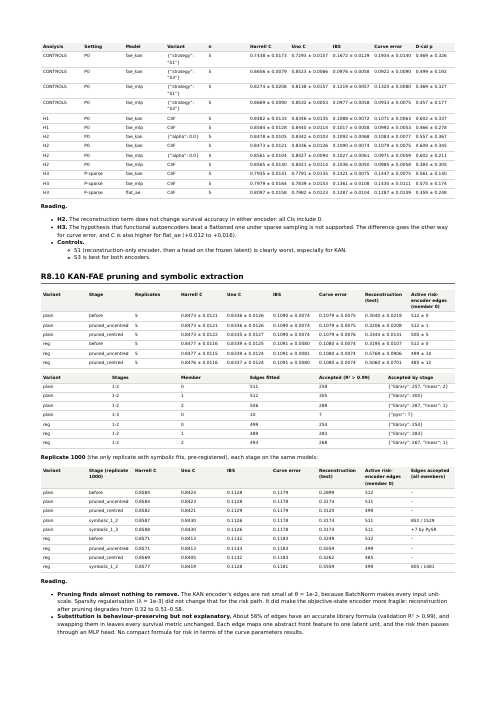 Analysis Setting Model Variant n Harrell C Uno C IBS Curve error D-cal p
CONTROLS P0 fae_kan {"strategy": "S1"} 5 0.7438 ± 0.0173 0.7293 ± 0.0157 0.1672 ± 0.0129 0.1934 ± 0.0140 0.469 ± 0.326
CONTROLS P0 fae_kan {"strategy": "S3"} 5 0.8656 ± 0.0079 0.8523 ± 0.0066 0.0976 ± 0.0058 0.0922 ± 0.0090 0.499 ± 0.192
CONTROLS P0 fae_mlp {"strategy": "S1"} 5 0.8274 ± 0.0208 0.8138 ± 0.0157 0.1219 ± 0.0057 0.1320 ± 0.0080 0.369 ± 0.327
CONTROLS P0 fae_mlp {"strategy": "S3"} 5 0.8669 ± 0.0090 0.8532 ± 0.0053 0.0977 ± 0.0058 0.0933 ± 0.0075 0.457 ± 0.177
H1 P0 fae_kan C4F 5 0.8482 ± 0.0133 0.8346 ± 0.0135 0.1088 ± 0.0072 0.1071 ± 0.0063 0.602 ± 0.337
H1 P0 fae_mlp C4F 5 0.8584 ± 0.0128 0.8440 ± 0.0114 0.1017 ± 0.0058 0.0992 ± 0.0053 0.466 ± 0.278
H2 P0 fae_kan {"alpha": 0.0} 5 0.8478 ± 0.0105 0.8342 ± 0.0106 0.1092 ± 0.0068 0.1083 ± 0.0077 0.557 ± 0.367
H2 P0 fae_kan C4F 5 0.8473 ± 0.0121 0.8336 ± 0.0126 0.1090 ± 0.0074 0.1079 ± 0.0075 0.609 ± 0.345
H2 P0 fae_mlp {"alpha": 0.0} 5 0.8561 ± 0.0104 0.8427 ± 0.0094 0.1027 ± 0.0061 0.0971 ± 0.0059 0.602 ± 0.211
H2 P0 fae_mlp C4F 5 0.8565 ± 0.0140 0.8421 ± 0.0114 0.1036 ± 0.0050 0.0985 ± 0.0058 0.384 ± 0.305
H3 P-sparse fae_kan C4F 5 0.7935 ± 0.0141 0.7791 ± 0.0135 0.1421 ± 0.0075 0.1447 ± 0.0095 0.561 ± 0.140
H3 P-sparse fae_mlp C4F 5 0.7979 ± 0.0164 0.7839 ± 0.0153 0.1361 ± 0.0108 0.1430 ± 0.0111 0.575 ± 0.174
H3 P-sparse flat_ae C4F 5 0.8097 ± 0.0158 0.7982 ± 0.0123 0.1287 ± 0.0104 0.1287 ± 0.0139 0.359 ± 0.248
Reading.
• H2. The reconstruction term does not change survival accuracy in either encoder: all CIs include 0.
• H3. The hypothesis that functional autoencoders beat a flattened one under sparse sampling is not supported. The difference goes the other way for curve error, and C is also higher for flat_ae (+0.012 to +0.016).
• Controls.
◦ S1 (reconstruction-only encoder, then a head on the frozen latent) is clearly worst, especially for KAN.
◦ S3 is best for both encoders.
R8.10 KAN-FAE pruning and symbolic extraction
Variant Stage Replicates Harrell C Uno C IBS Curve error Reconstruction (test) Active risk-encoder edges (member 0)
plain before 5 0.8473 ± 0.0121 0.8336 ± 0.0126 0.1090 ± 0.0074 0.1079 ± 0.0075 0.3040 ± 0.0219 512 ± 0
plain pruned_uncentred 5 0.8473 ± 0.0121 0.8336 ± 0.0126 0.1090 ± 0.0074 0.1079 ± 0.0075 0.3206 ± 0.0208 512 ± 1
plain pruned_centred 5 0.8473 ± 0.0121 0.8336 ± 0.0127 0.1090 ± 0.0074 0.1079 ± 0.0076 0.3344 ± 0.0141 500 ± 5
reg before 5 0.8477 ± 0.0116 0.8339 ± 0.0125 0.1091 ± 0.0080 0.1080 ± 0.0074 0.3195 ± 0.0107 512 ± 0
reg pruned_uncentred 5 0.8477 ± 0.0115 0.8339 ± 0.0124 0.1091 ± 0.0081 0.1080 ± 0.0074 0.5769 ± 0.0906 499 ± 10
reg pruned_centred 5 0.8476 ± 0.0116 0.8337 ± 0.0124 0.1091 ± 0.0080 0.1080 ± 0.0074 0.5060 ± 0.0701 485 ± 12
Variant Stages Member Edges fitted Accepted (R² > 0.99) Accepted by stage
plain 1-2 0 511 259 {"library": 257, "linear": 2}
plain 1-2 1 512 305 {"library": 305}
plain 1-2 2 506 288 {"library": 287, "linear": 1}
plain 1-3 0 10 7 {"pysr": 7}
reg 1-2 0 499 254 {"library": 254}
reg 1-2 1 489 283 {"library": 283}
reg 1-2 2 493 268 {"library": 267, "linear": 1}
Replicate 1000 (the only replicate with symbolic fits, pre-registered), each stage on the same models:
Variant Stage (replicate 1000) Harrell C Uno C IBS Curve error Reconstruction (test) Active risk-encoder edges (member 0) Edges accepted (all members)
plain before 0.8584 0.8424 0.1128 0.1179 0.2899 512 –
plain pruned_uncentred 0.8584 0.8424 0.1128 0.1179 0.3174 511 –
plain pruned_centred 0.8582 0.8421 0.1129 0.1179 0.3120 499 –
plain symbolic_1_2 0.8587 0.8430 0.1126 0.1178 0.3174 511 852 / 1529
plain symbolic_1_3 0.8588 0.8430 0.1126 0.1178 0.3174 511 +7 by PySR
reg before 0.8571 0.8413 0.1132 0.1183 0.3249 512 –
reg pruned_uncentred 0.8571 0.8413 0.1133 0.1183 0.5559 499 –
reg pruned_centred 0.8569 0.8405 0.1132 0.1183 0.4262 485 –
reg symbolic_1_2 0.8577 0.8419 0.1128 0.1181 0.5559 499 805 / 1481
Reading.
• Pruning finds almost nothing to remove. The KAN encoder's edges are not small at θ = 1e-2, because BatchNorm makes every input unit-scale. Sparsity regularisation (λ = 1e-3) did not change that for the risk path. It did make the objective-state encoder more fragile: reconstruction after pruning degrades from 0.32 to 0.51–0.58.
• Substitution is behaviour-preserving but not explanatory. About 56% of edges have an accurate library formula (validation R² > 0.99), and swapping them in leaves every survival metric unchanged. Each edge maps one abstract front feature to one latent unit, and the risk then passes through an MLP head. No compact formula for risk in terms of the curve parameters results.